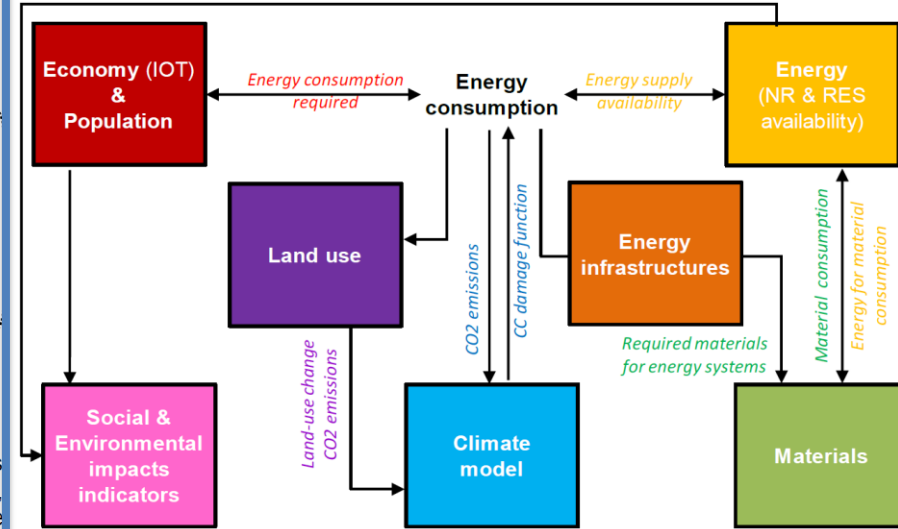 Economy (IOT)
&
Population
Energy consumption
required
Energy
consumption
Energy supply
availability
Energy
(NR & RES
availability)
Land use
CO2 emissions
CC damage function
Energy
infrastructures
Material consumption
Energy for material
consumption
Required materials
for energy systems
Land-use change
CO2 emissions
Social &
Environmental
impacts
indicators
Climate
model
Materials